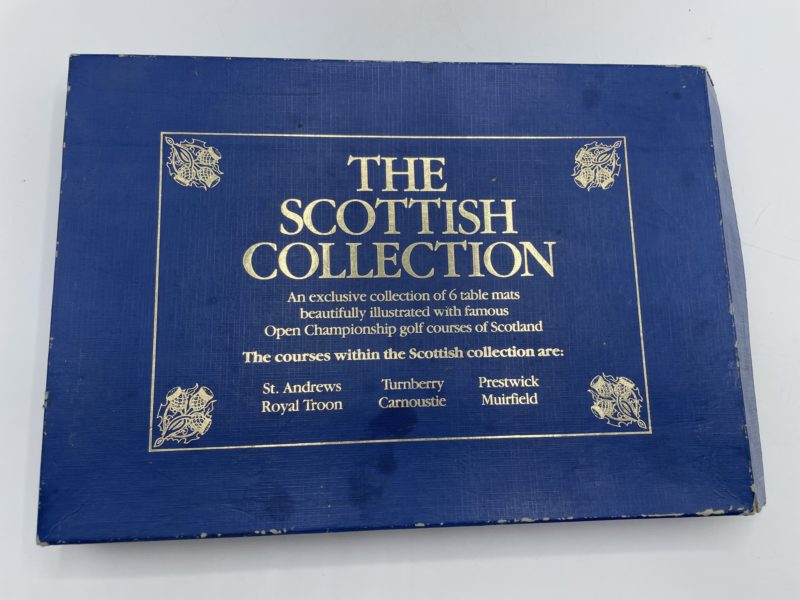 THE
SCOTTISH
COLLECTION
An exclusive collection of 6 table mats
beautifully illustrated with famous
Open Championship golf courses of Scotland
The courses within the Scottish collection are:
St. Andrews Turnberry Prestwick
Royal Troon Carnoustie Muirfield